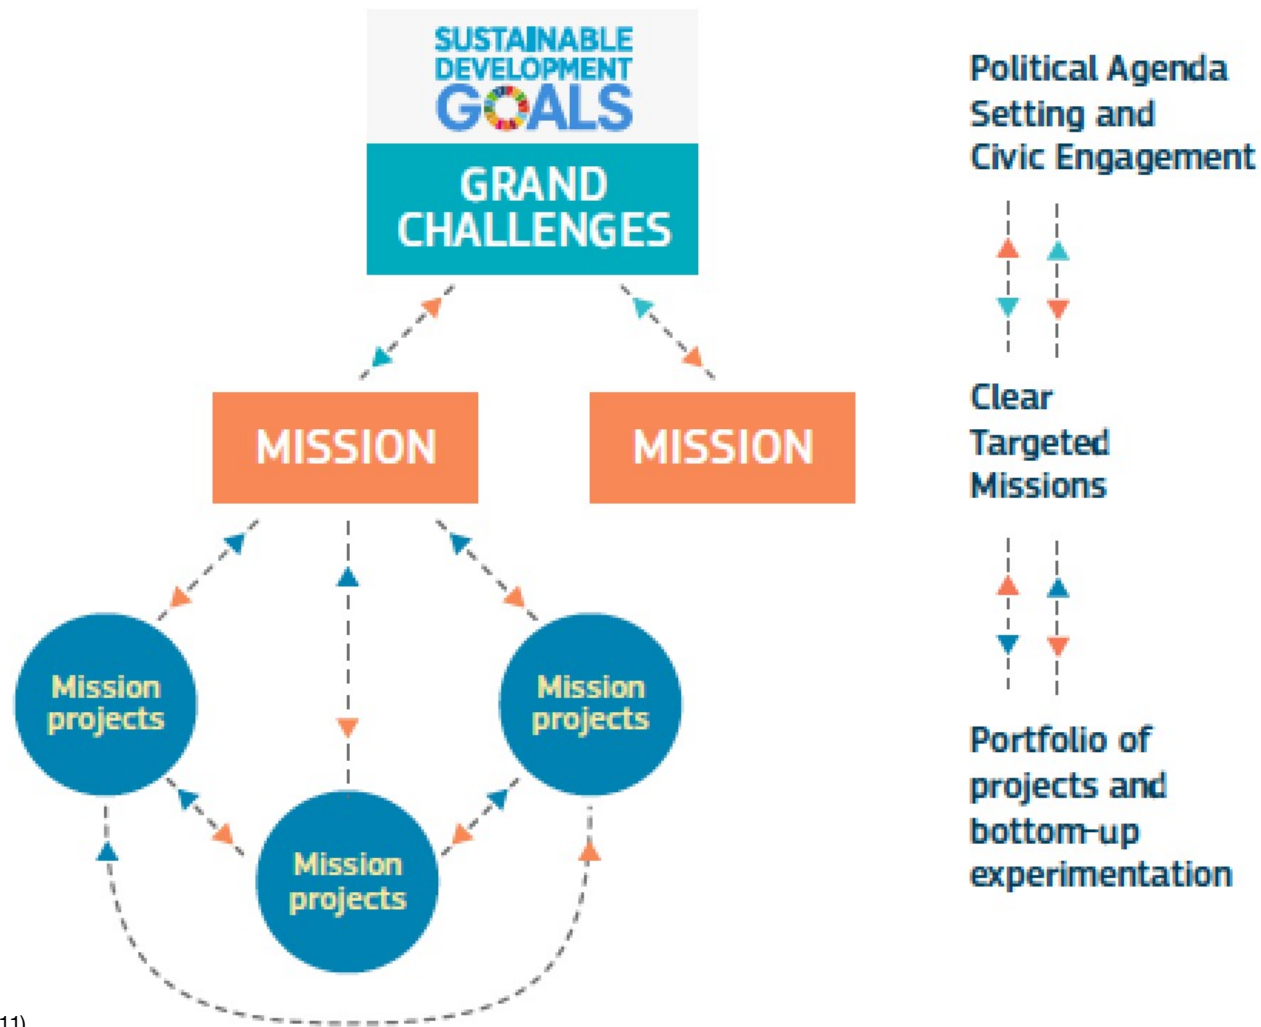 SUSTAINABLE
DEVELOPMENT
GOALS
GRAND
CHALLENGES
MISSION
MISSION
Mission
projects
Mission
projects
Mission
projects
Political Agenda
Setting and
Civic Engagement
Clear
Targeted
Missions
Portfolio of
projects and
bottom-up
experimentation
11)